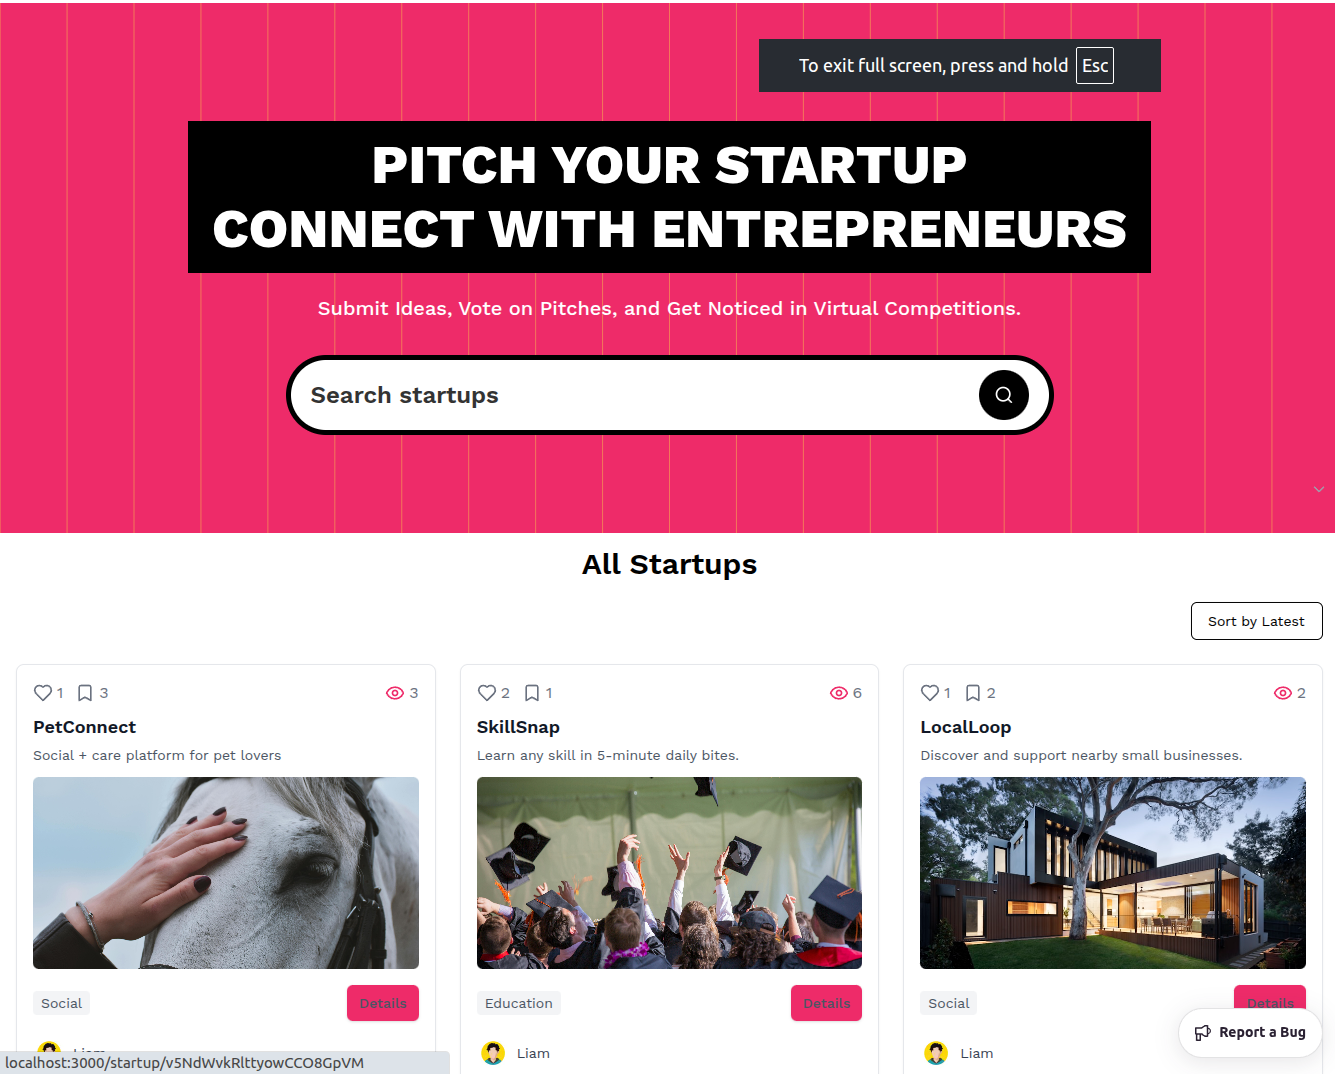 To exit full screen, press and hold Esc
PITCH YOUR STARTUP
CONNECT WITH ENTREPRENEURS
Submit Ideas, Vote on Pitches, and Get Noticed in Virtual Competitions.
Search startups
All Startups
Sort by Latest
1 3 3
PetConnect
Social + care platform for pet lovers
Social Details
2 1 6
SkillSnap
Learn any skill in 5-minute daily bites.
Education Details
Liam
1 2 2
LocalLoop
Discover and support nearby small businesses.
Social Details
Liam
Report a Bug
localhost:3000/startup/v5NdWvkRlttyowCCO8GpVM